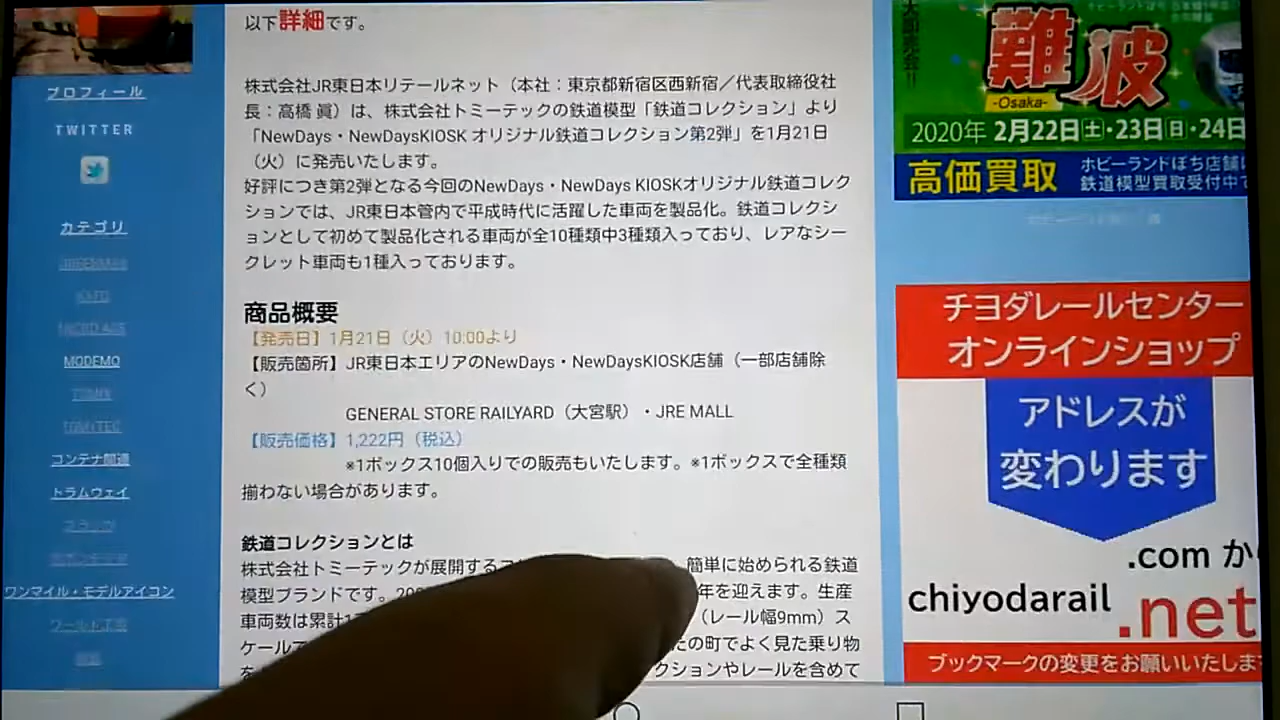 プロフィール
TWITTER
カテゴリ
GREENMAX
KATO
MICRO ACE
MODEMO
TOMIX
TOMYTEC
コンテナ関連
トラムウェイ
ワンマイル・モデルアイコン
ワールド工芸
以下詳細です。
株式会社JR東日本リテールネット（本社：東京都新宿区西新宿／代表取締役社
長：高橋 眞）は、株式会社トミーテックの鉄道模型「鉄道コレクション」より
「NewDays・NewDaysKIOSK オリジナル鉄道コレクション第2弾」を1月21日
（火）に発売いたします。
好評につき第2弾となる今回のNewDays・NewDays KIOSKオリジナル鉄道コレク
ションでは、JR東日本管内で平成時代に活躍した車両を製品化。鉄道コレクシ
ョンとして初めて製品化される車両が全10種類中3種類入っており、レアなシー
クレット車両も1種入っております。
商品概要
【発売日】1月21日（火）10:00より
【販売箇所】JR東日本エリアのNewDays・NewDaysKIOSK店舗（一部店舗除
く）
GENERAL STORE RAILYARD（大宮駅）・JRE MALL
【販売価格】1,222円（税込）
※1ボックス10個入りでの販売もいたします。※1ボックスで全種類
揃わない場合があります。
鉄道コレクションとは
株式会社トミーテックが展開する 簡単に始められる鉄道
模型ブランドです。 年を迎えます。生産
車両数は累計 （レール幅9mm）ス
ケールで の町でよく見た乗り物
を クションやレールを含めて
難波
-Osaka-
2020年 2月22日土・23日日・24日
高価買取
ホビーランドぽち店舗
鉄道模型買取受付中
チヨダレールセンター
オンラインショップ
アドレスが
変わります
.com か
chiyodarail
.net
ブックマークの変更をお願いいたしま